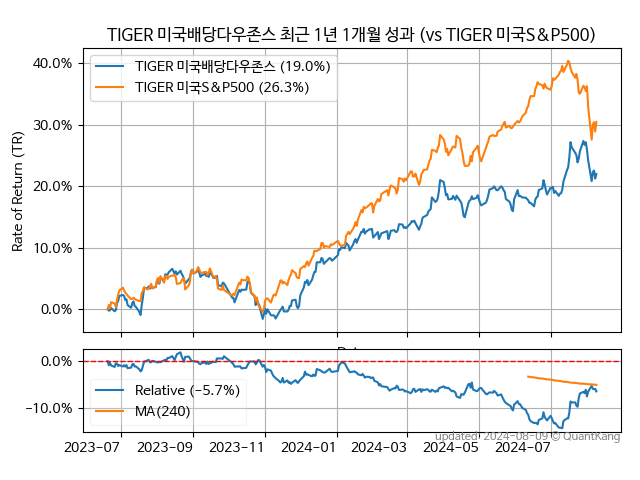 TIGER 미국배당다우존스 최근 1년 1개월 성과 (vs TIGER 미국S&P500)
TIGER 미국배당다우존스 (19.0%)
TIGER 미국S&P500 (26.3%)
Rate of Return (TR)
40.0%
30.0%
20.0%
10.0%
0.0%
0.0%
−10.0%
Relative (−5.7%)
MA(240)
updated: 2024-08-09 © QuantKang
2023-07 2023-09 2023-11 2024-01 2024-03 2024-05 2024-07